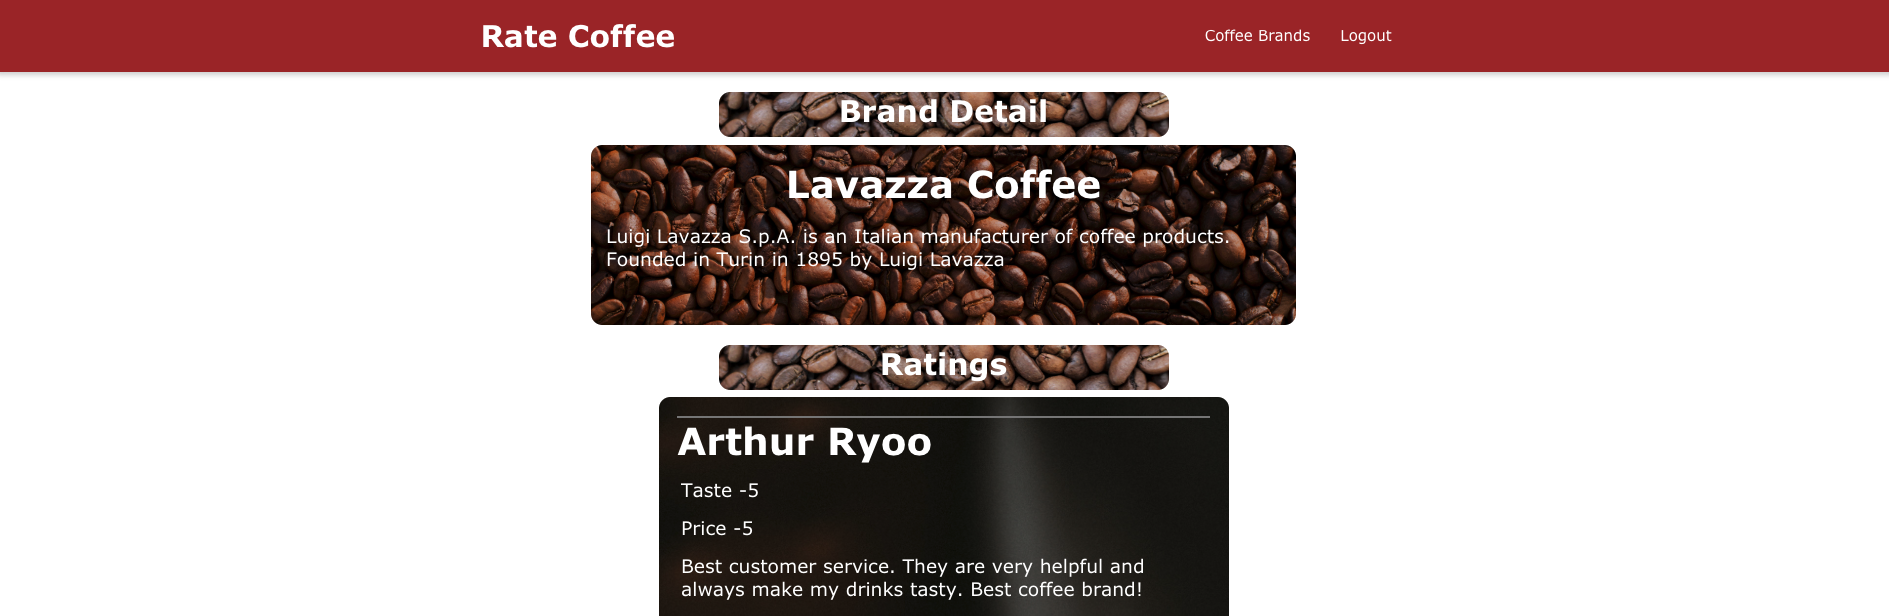 Rate Coffee
Coffee Brands
Logout
Brand Detail
Lavazza Coffee
Luigi Lavazza S.p.A. is an Italian manufacturer of coffee products.
Founded in Turin in 1895 by Luigi Lavazza
Ratings
Arthur Ryoo
Taste -5
Price -5
Best customer service. They are very helpful and
always make my drinks tasty. Best coffee brand!